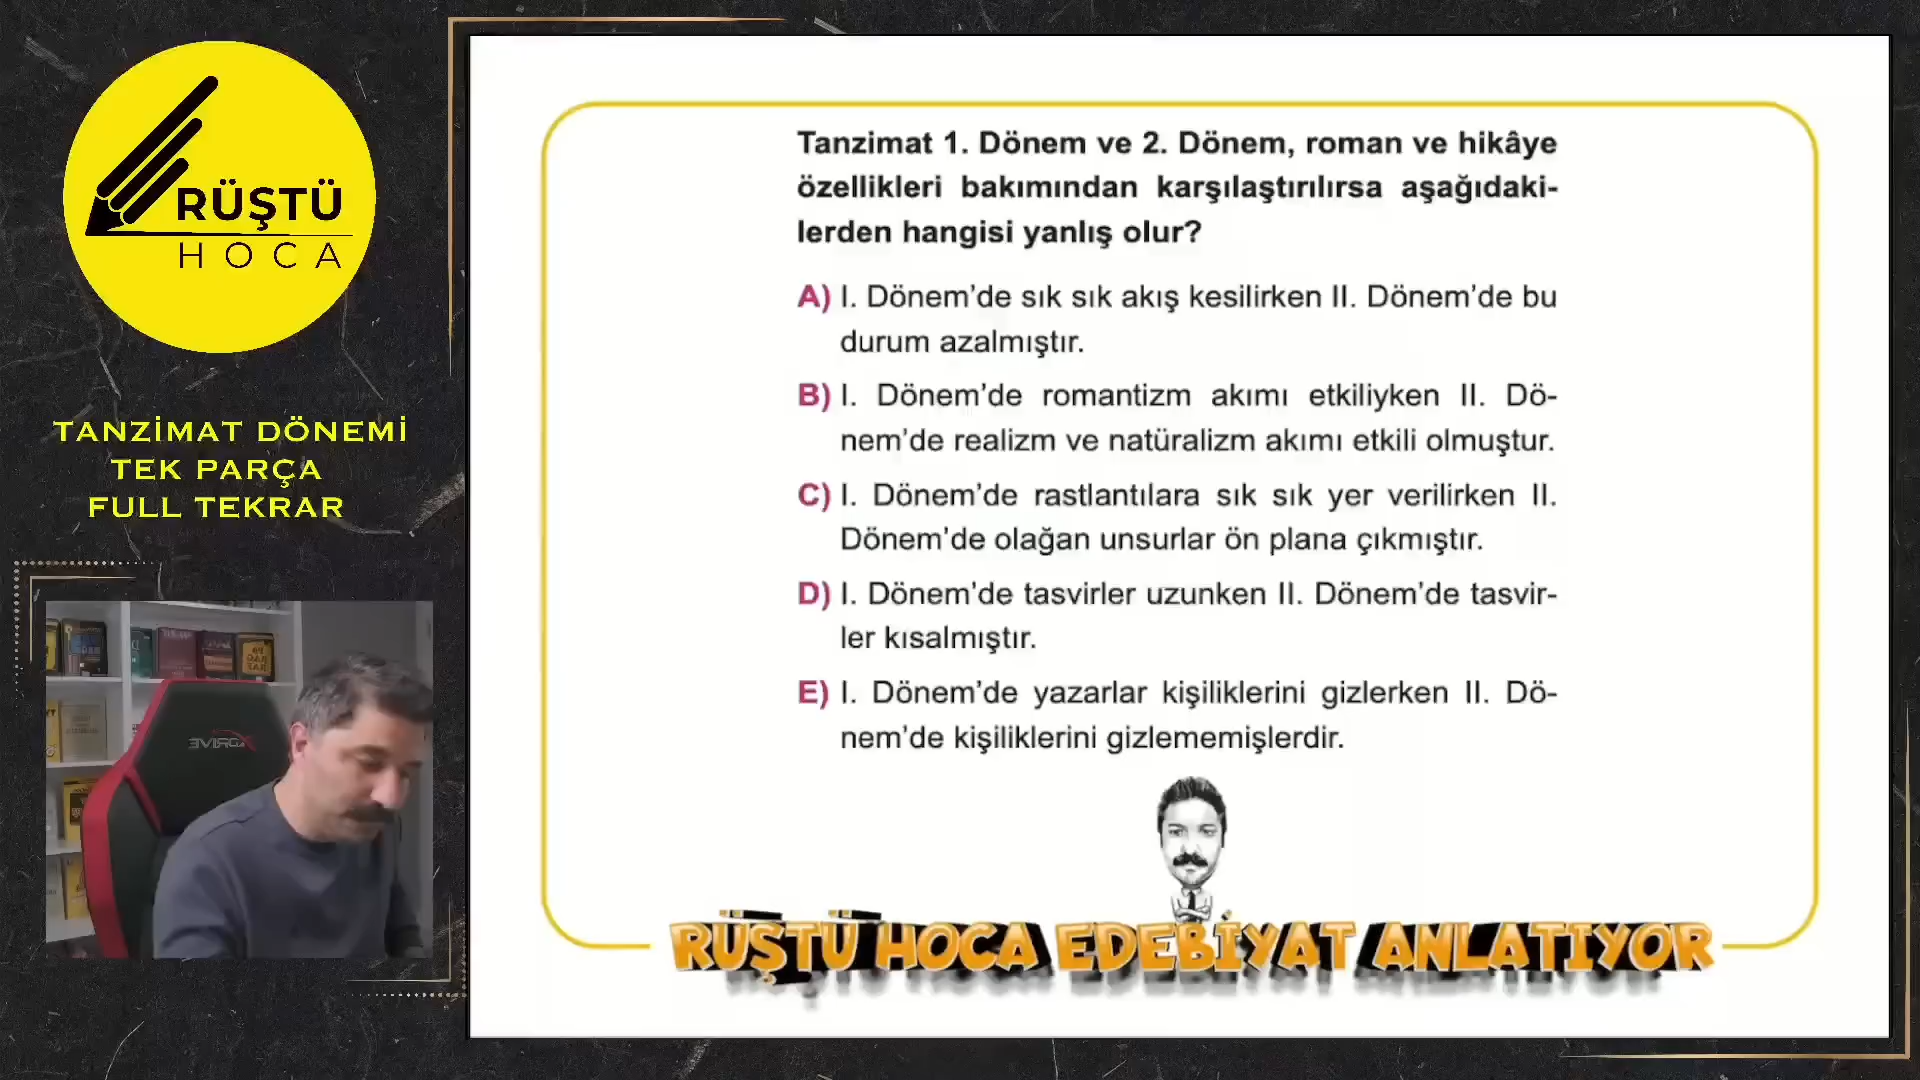 RÜŞTÜ
HOCA
TANZİMAT DÖNEMİ
TEK PARÇA
FULL TEKRAR
XDRIVE
Tanzimat 1. Dönem ve 2. Dönem, roman ve hikâye
özellikleri bakımından karşılaştırılırsa aşağıdaki-
lerden hangisi yanlış olur?
A) I. Dönem’de sık sık akış kesilirken II. Dönem’de bu
durum azalmıştır.
B) I. Dönem’de romantizm akımı etkiliyken II. Dö-
nem’de realizm ve natüralizm akımı etkili olmuştur.
C) I. Dönem’de rastlantılara sık sık yer verilirken II.
Dönem’de olağan unsurlar ön plana çıkmıştır.
D) I. Dönem’de tasvirler uzunken II. Dönem’de tasvir-
ler kısalmıştır.
E) I. Dönem’de yazarlar kişiliklerini gizlerken II. Dö-
nem’de kişiliklerini gizlememişlerdir.
RÜŞTÜ HOCA EDEBİYAT ANLATIYOR